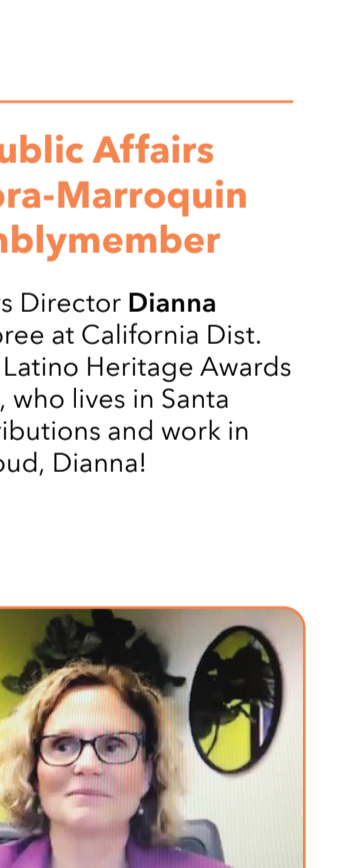 ublic Affairs
ora-Marroquin
mblymember
rs Director Dianna
oree at California Dist.
Latino Heritage Awards
, who lives in Santa
ributions and work in
oud, Dianna!